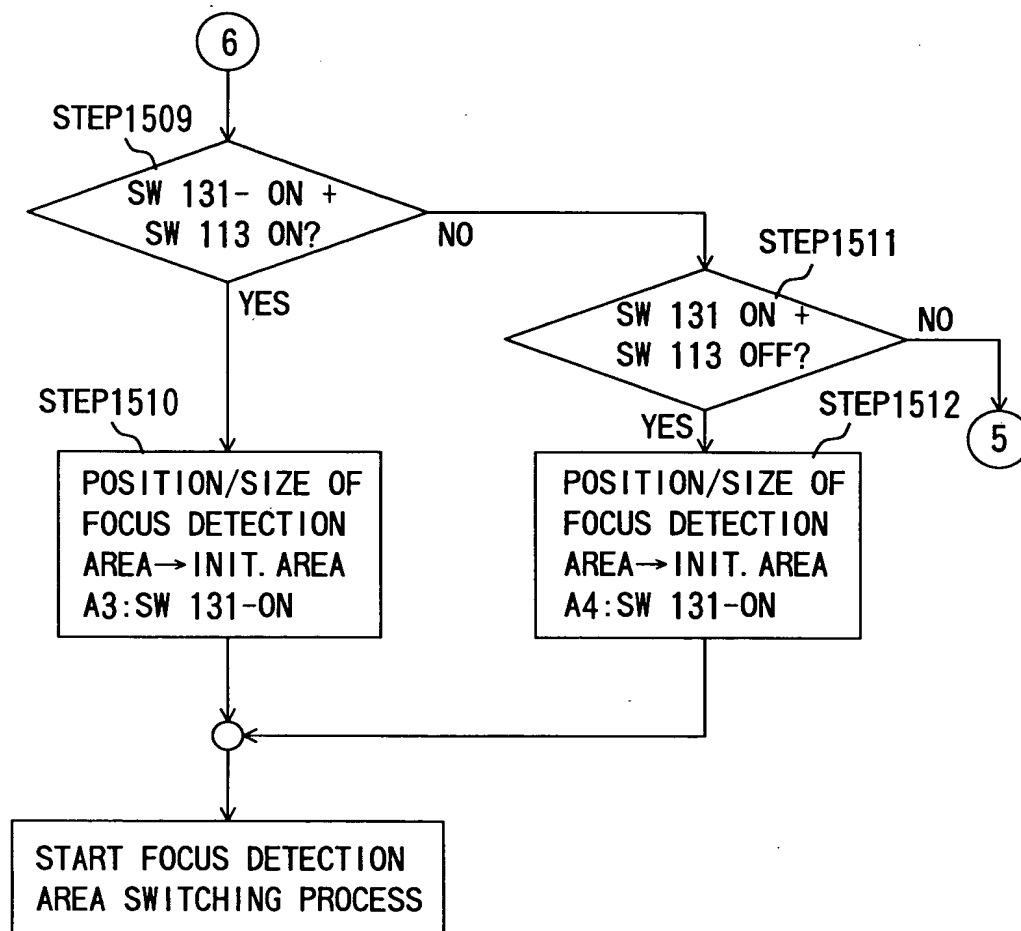 6
STEP1509
SW 131- ON +
SW 113 ON?
NO
YES
STEP1511
SW 131 ON +
SW 113 OFF?
NO
YES
5
STEP1510
POSITION/SIZE OF
FOCUS DETECTION
AREA→INIT. AREA
A3:SW 131-ON
STEP1512
POSITION/SIZE OF
FOCUS DETECTION
AREA→INIT. AREA
A4:SW 131-ON
START FOCUS DETECTION
AREA SWITCHING PROCESS